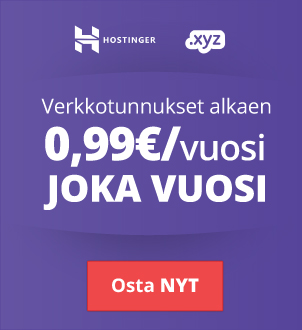 HOSTINGER .xyz
Verkkotunnukset alkaen
0,99€/vuosi
JOKA VUOSI
Osta NYT